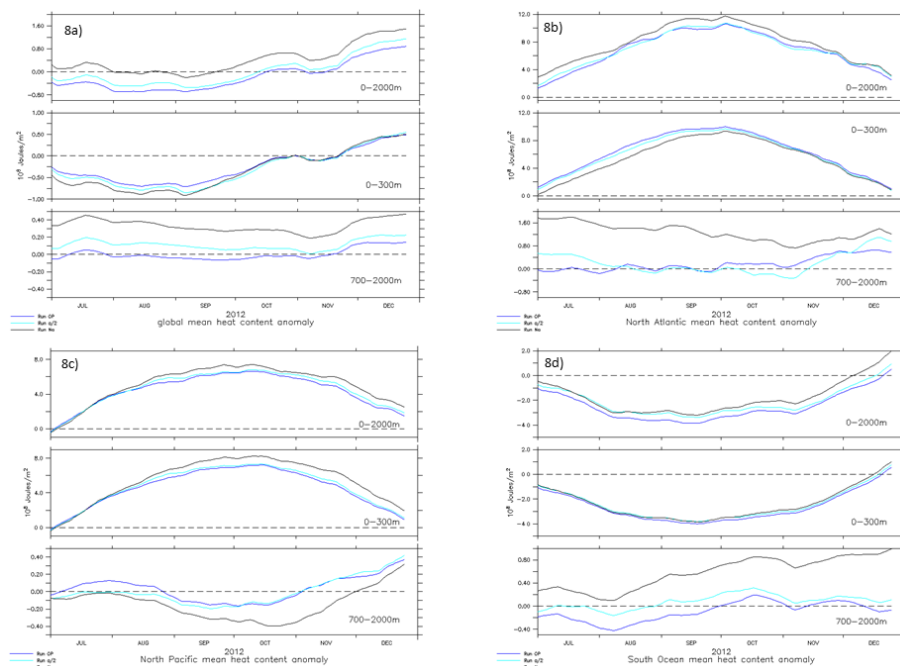 8a)
1.80
1.20
0.60
0.00
-0.60
0-2000m
1.00
0.50
0.00
-0.50
-1.00
10⁸ Joules/m²
0-300m
0.40
0.20
0.00
-0.20
-0.40
700-2000m
JUL AUG SEP OCT NOV DEC
2012
global mean heat content anomaly
Run OP
Run s/2
Run No
8b)
12.0
8.0
4.0
0.0
0-2000m
12.0
8.0
4.0
0.0
10⁸ Joules/m²
0-300m
1.60
0.80
0.00
-0.80
700-2000m
JUL AUG SEP OCT NOV DEC
2012
North Atlantic mean heat content anomaly
Run OP
Run s/2
Run No
8c)
8.0
4.0
0.0
0-2000m
8.0
4.0
0.0
10⁸ Joules/m²
0-300m
0.40
0.20
0.00
-0.20
-0.40
700-2000m
JUL AUG SEP OCT NOV DEC
2012
North Pacific mean heat content anomaly
Run OP
Run s/2
8d)
2.0
0.0
-2.0
-4.0
0-2000m
2.0
0.0
-2.0
-4.0
10⁸ Joules/m²
0-300m
0.80
0.40
0.00
-0.40
700-2000m
JUL AUG SEP OCT NOV DEC
2012
South Ocean mean heat content anomaly
Run OP
Run s/2